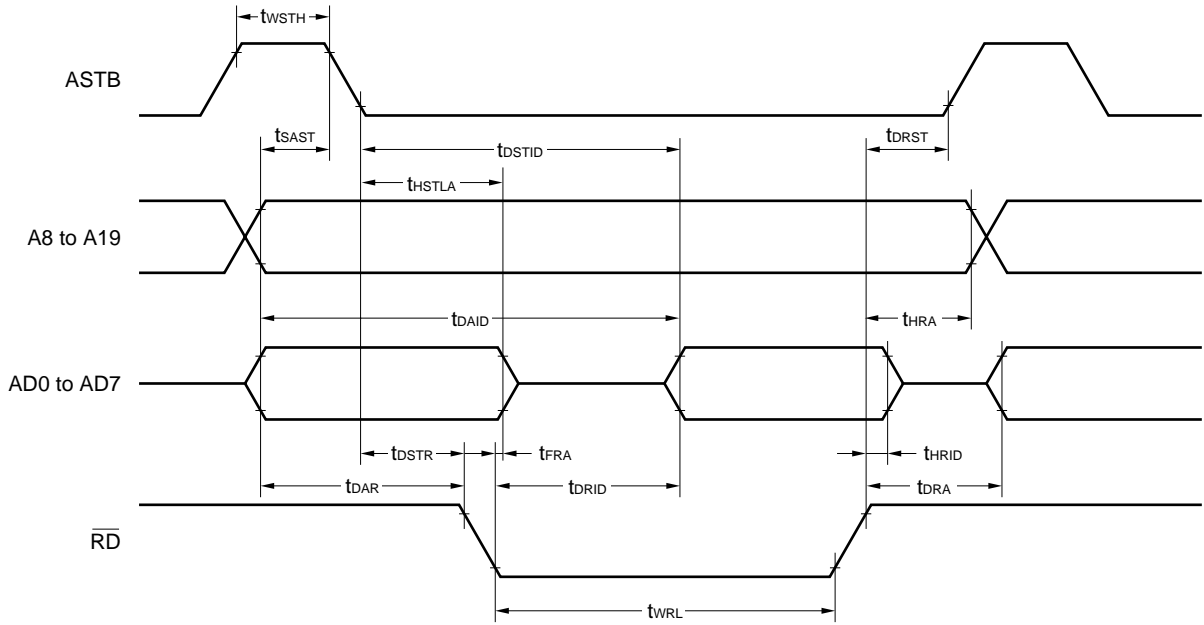 tWSTH
ASTB
tSAST
tDSTID
tDRST
tHSTLA
A8 to A19
tDAID
tHRA
AD0 to AD7
tDSTR
tFRA
tHRID
tDAR
tDRID
tDRA
RD
tWRL